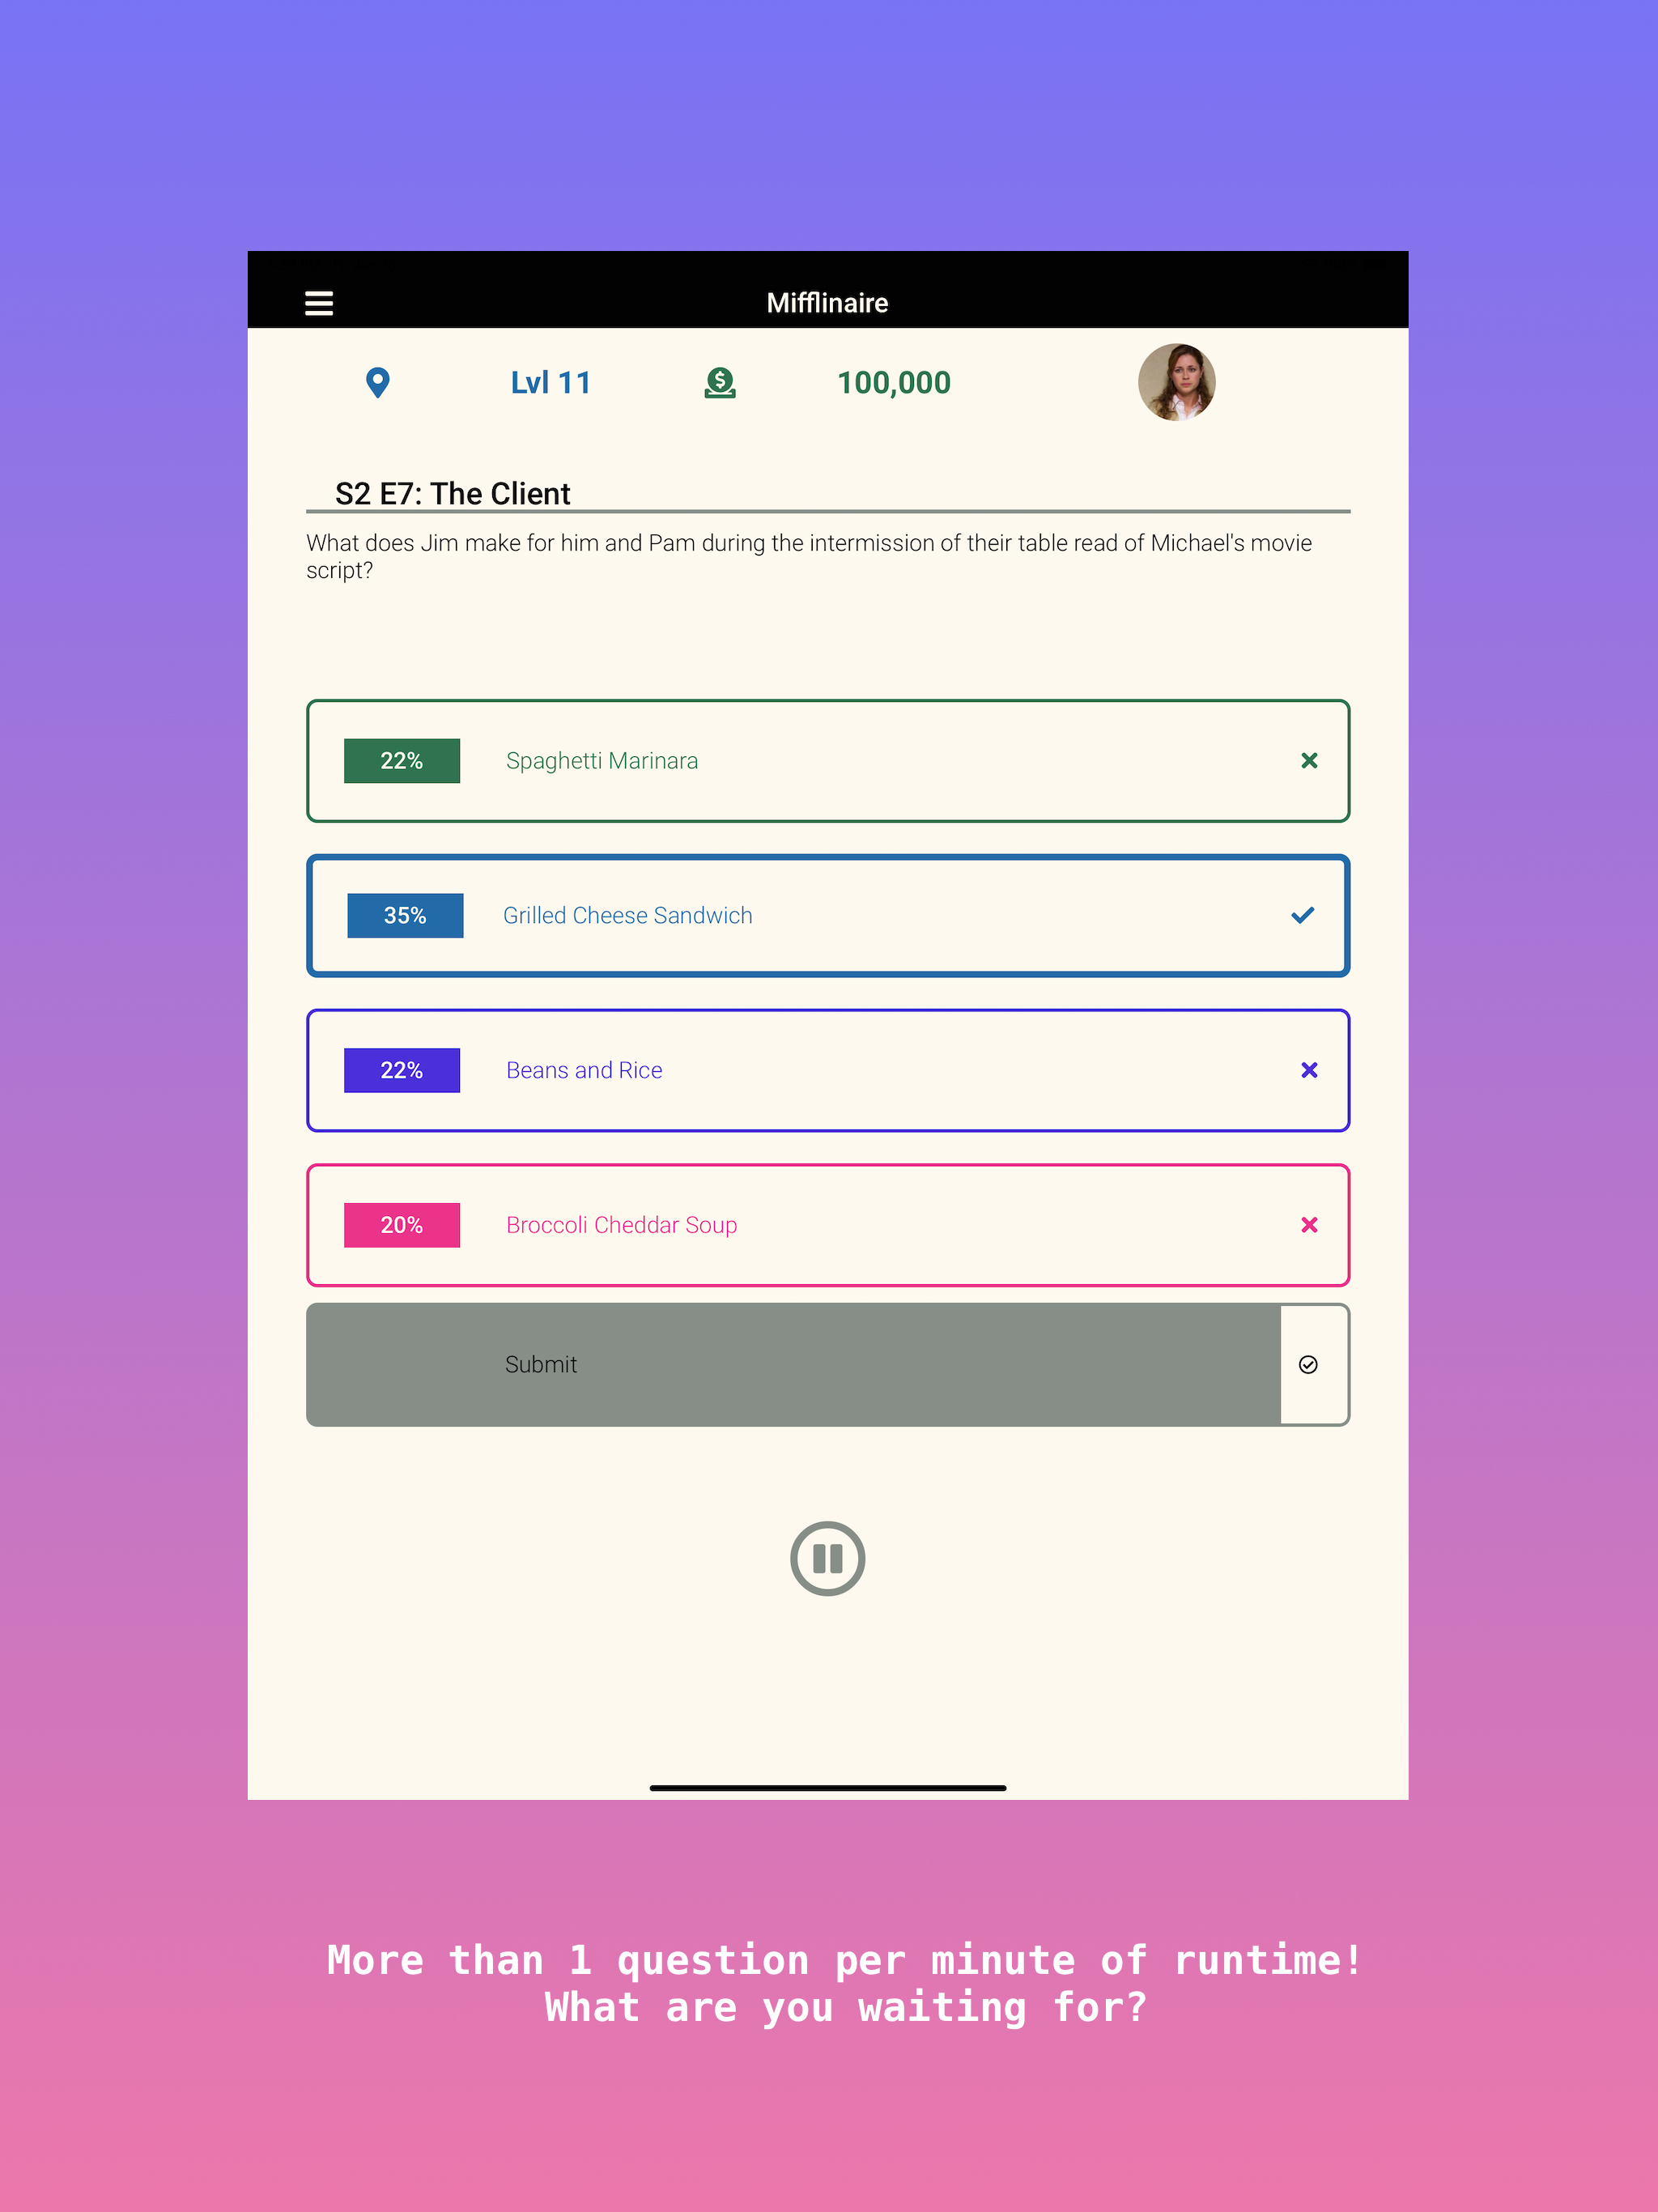 Mifflinaire
Lvl 11
100,000
S2 E7: The Client
What does Jim make for him and Pam during the intermission of their table read of Michael's movie
script?
22% Spaghetti Marinara
35% Grilled Cheese Sandwich
22% Beans and Rice
20% Broccoli Cheddar Soup
Submit
More than 1 question per minute of runtime!
What are you waiting for?